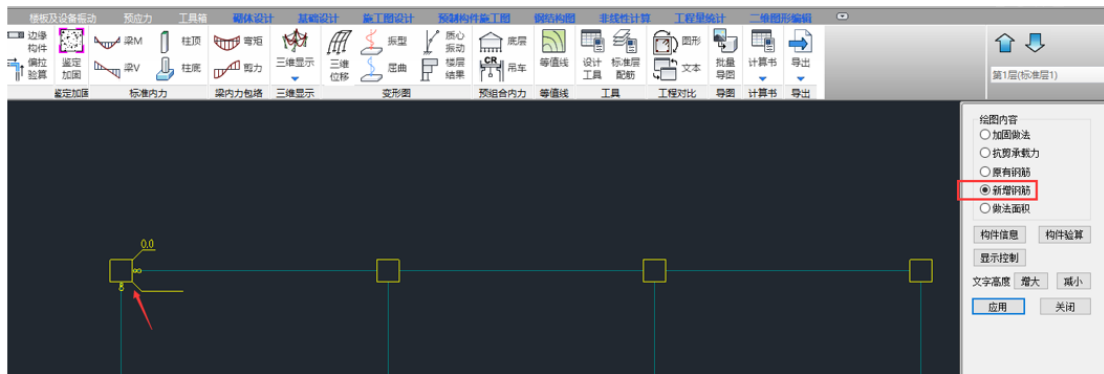 楼板及设备振动 预应力 工具箱 砌体设计 基础设计 施工图设计 预制构件施工图 钢结构图 非线性计算 工程量统计 二维图形编辑
边缘构件 鉴定加固 梁M 柱顶 弯矩 剪力 三维显示 三维位移 振型 质心振动 底层 等值线 设计工具 标准层配筋 图形 批量导图 计算书 导出
偏拉验算 梁V 柱底 屈曲 楼层结果 CR 吊车 文本
鉴定加固 标准内力 梁内力包络 三维显示 变形图 预组合内力 等值线 工具 工程对比 导图 计算书 导出
第1层(标准层1)
绘图内容
加固做法
抗剪承载力
原有钢筋
新增钢筋
做法面积
构件信息 构件验算
显示控制
文字高度 增大 减小
应用 关闭
0.0